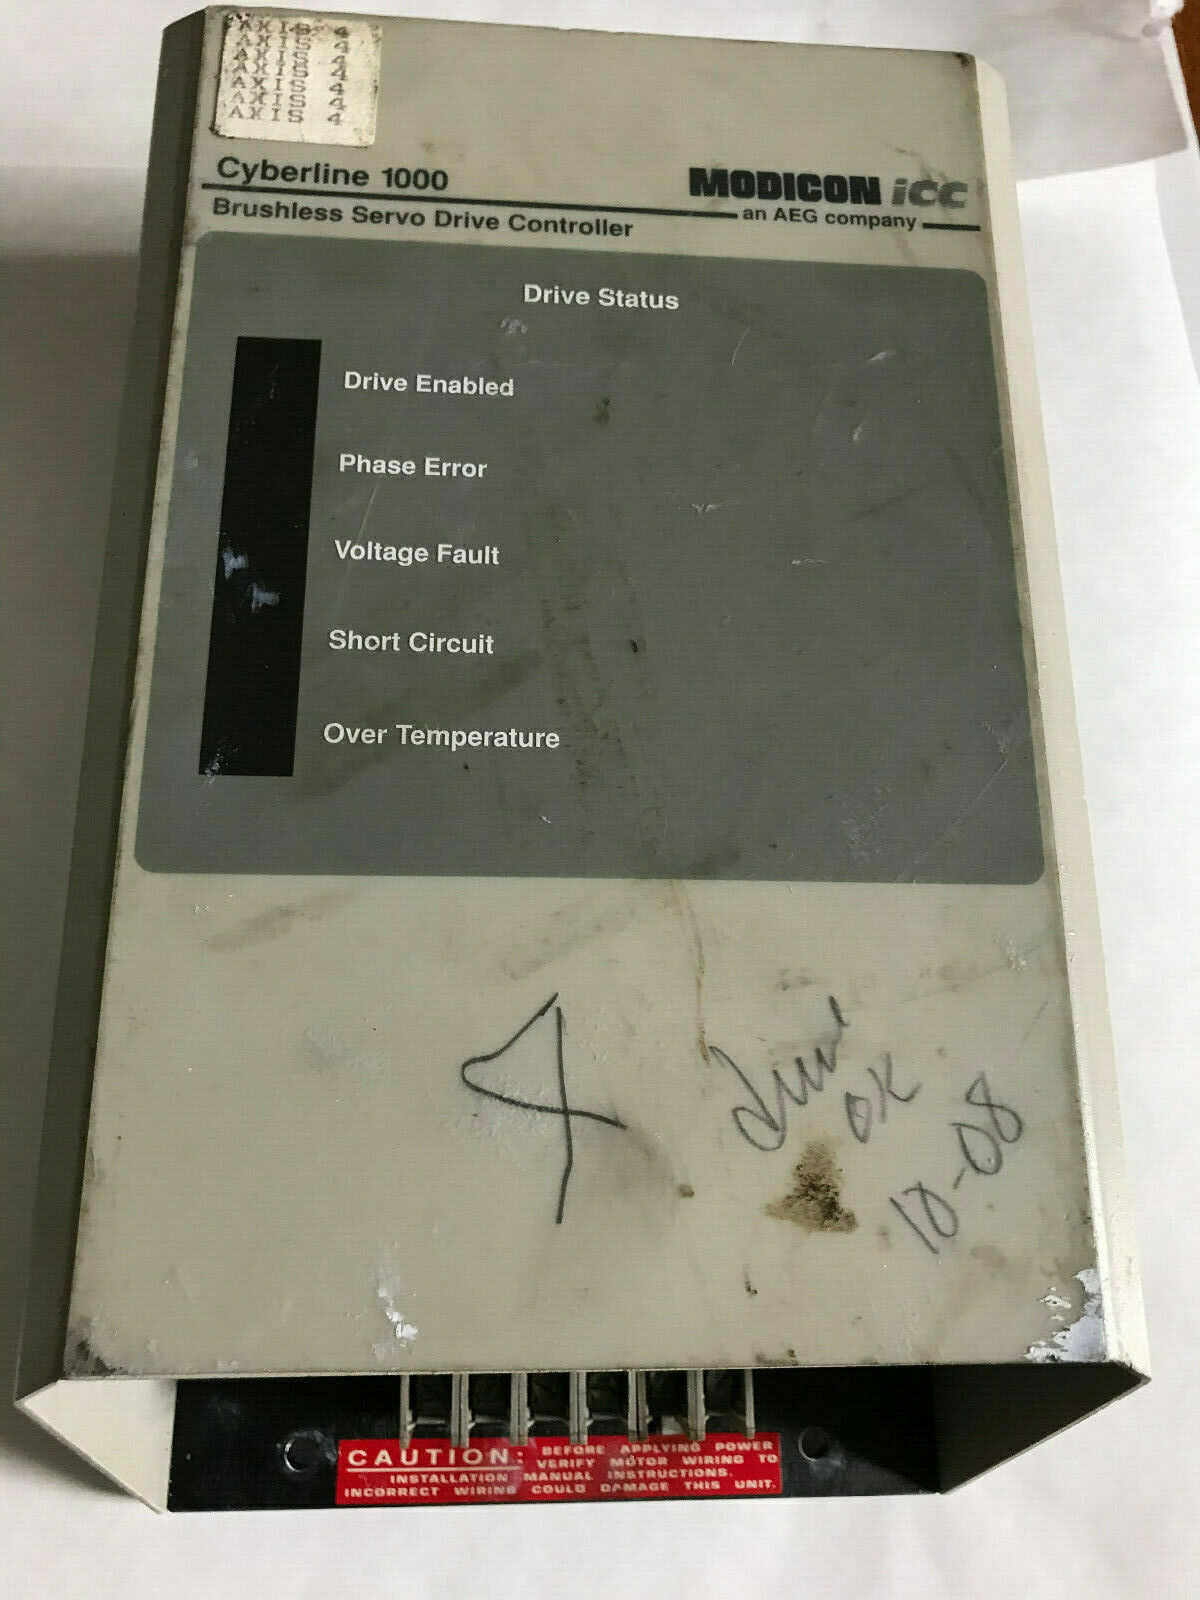 AXIS 4
AXIS 4
AXIS 4
AXIS 4
AXIS 4
AXIS 4
Cyberline 1000
MODICON icc
Brushless Servo Drive Controller
an AEG company
Drive Status
Drive Enabled
Phase Error
Voltage Fault
Short Circuit
Over Temperature
4
OK
10-08
CAUTION: BEFORE APPLYING POWER
VERIFY MOTOR WIRING TO
INSTALLATION MANUAL INSTRUCTIONS.
INCORRECT WIRING COULD DAMAGE THIS UNIT.